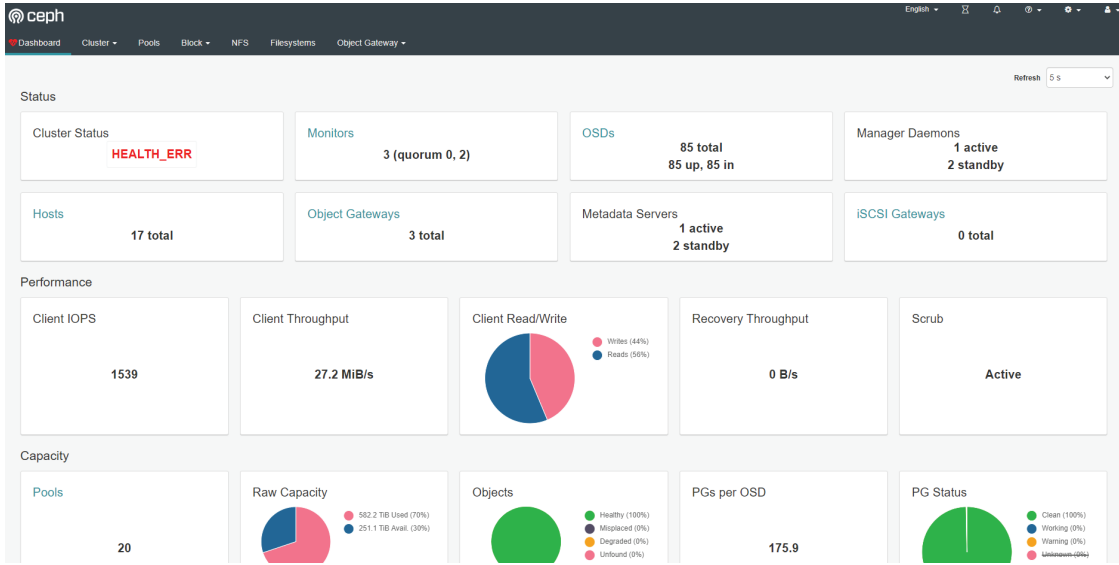 ceph
English
Dashboard Cluster Pools Block NFS Filesystems Object Gateway
Refresh 5 s
Status
Cluster Status
HEALTH_ERR
Monitors
3 (quorum 0, 2)
OSDs
85 total
85 up, 85 in
Manager Daemons
1 active
2 standby
Hosts
17 total
Object Gateways
3 total
Metadata Servers
1 active
2 standby
iSCSI Gateways
0 total
Performance
Client IOPS
1539
Client Throughput
27.2 MiB/s
Client Read/Write
Writes (44%)
Reads (56%)
Recovery Throughput
0 B/s
Scrub
Active
Capacity
Pools
20
Raw Capacity
582.2 TiB Used (70%)
251.1 TiB Avail. (30%)
Objects
Healthy (100%)
Misplaced (0%)
Degraded (0%)
Unfound (0%)
PGs per OSD
175.9
PG Status
Clean (100%)
Working (0%)
Warning (0%)
Unknown (0%)